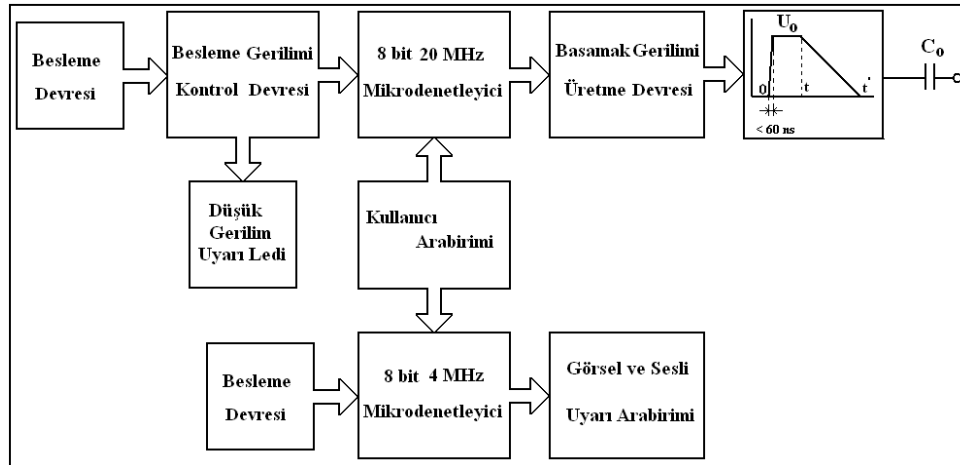 Besleme
Devresi
Besleme Gerilimi
Kontrol Devresi
8 bit 20 MHz
Mikrodenetleyici
Basamak Gerilimi
Üretme Devresi
U₀
0
t
t'
< 60 ns
C₀
Düşük
Gerilim
Uyarı Ledi
Kullanıcı
Arabirimi
Besleme
Devresi
8 bit 4 MHz
Mikrodenetleyici
Görsel ve Sesli
Uyarı Arabirimi